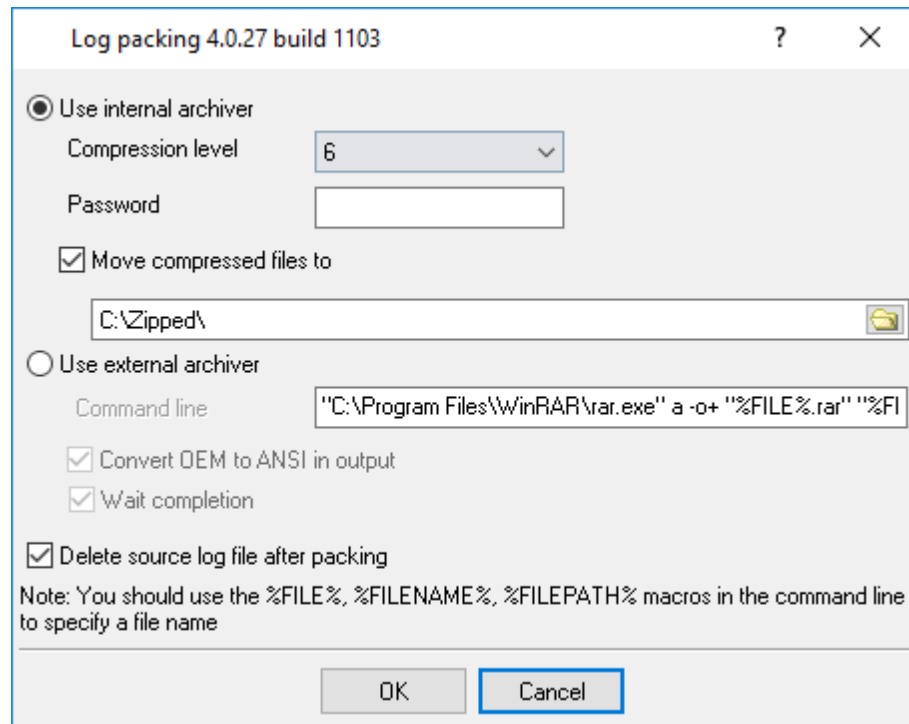 Log packing 4.0.27 build 1103
?
Use internal archiver
Compression level
6
Password
Move compressed files to
C:\Zipped\
Use external archiver
Command line
"C:\Program Files\WinRAR\rar.exe" a -o+ "%FILE%.rar" "%FI
Convert OEM to ANSI in output
Wait completion
Delete source log file after packing
Note: You should use the %FILE%, %FILENAME%, %FILEPATH% macros in the command line
to specify a file name
OK
Cancel